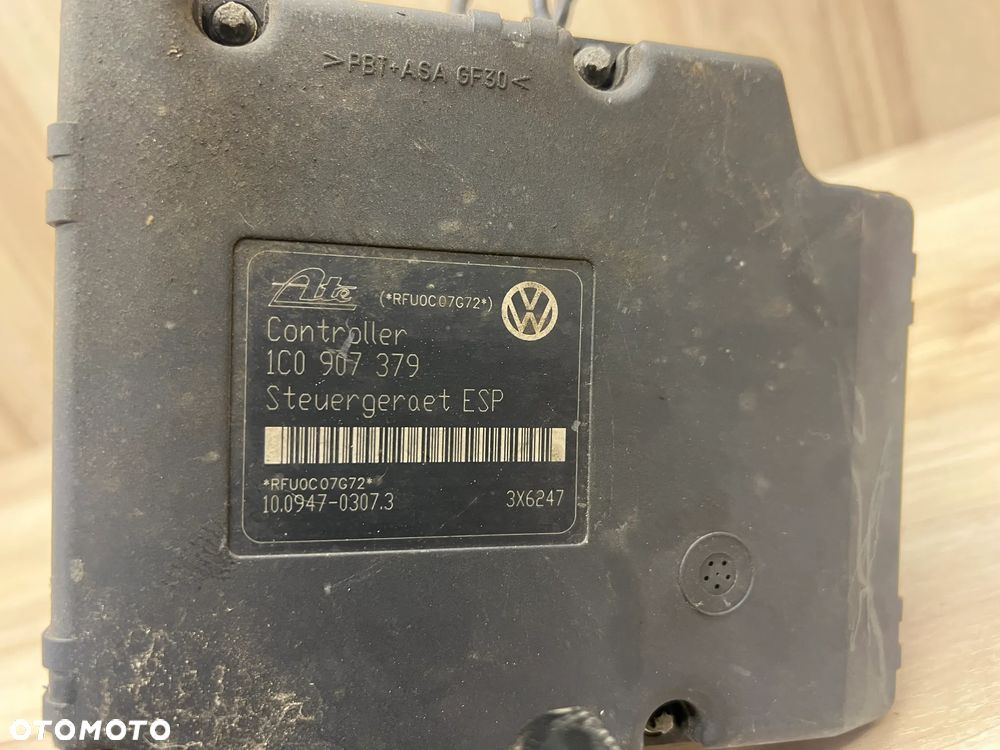 >PBT+ASA GF30<
Ate (*RFU0C07G72*)
Controller
1C0 907 379
Steuergeraet ESP
*RFU0C07G72*
10.0947-0307.3 3X6247
OTOMOTO